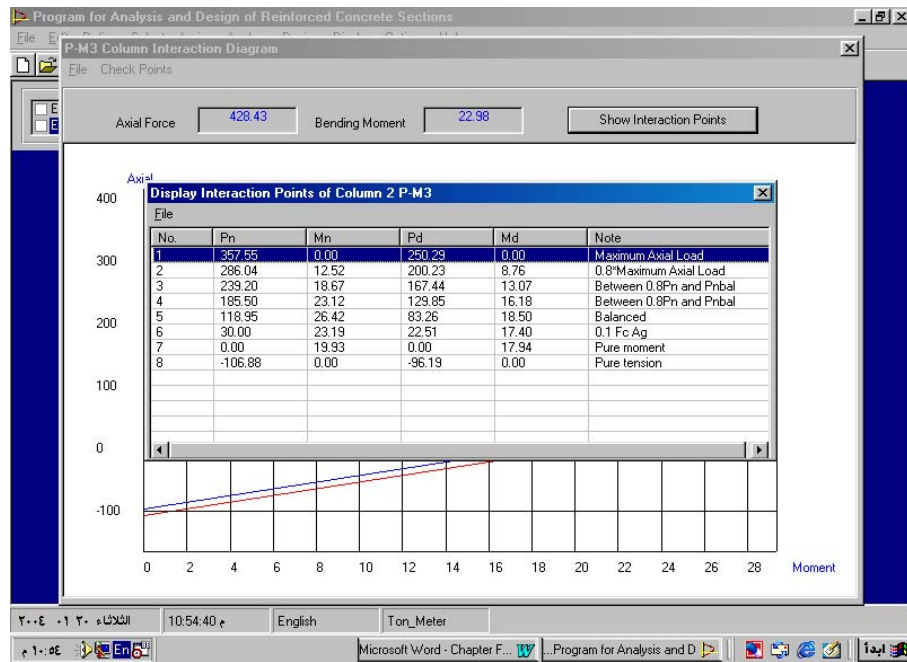 Program for Analysis and Design of Reinforced Concrete Sections
File
P-M3 Column Interaction Diagram
File Check Points
Axial Force 428.43 Bending Moment 22.98 Show Interaction Points
Axial
Display Interaction Points of Column 2 P-M3
File
No. Pn Mn Pd Md Note
1 357.55 0.00 250.29 0.00 Maximum Axial Load
2 286.04 12.52 200.23 8.76 0.8*Maximum Axial Load
3 239.20 18.67 167.44 13.07 Between 0.8Pn and Pnbal
4 185.50 23.12 129.85 16.18 Between 0.8Pn and Pnbal
5 118.95 26.42 83.26 18.50 Balanced
6 30.00 23.19 22.51 17.40 0.1 Fc Ag
7 0.00 19.93 0.00 17.94 Pure moment
8 -106.88 0.00 -96.19 0.00 Pure tension
400
300
200
100
0
-100
0 2 4 6 8 10 12 14 16 18 20 22 24 26 28 Moment
الثلاثاء ٢٠ ٠١ ٢٠٠٤ 10:54:40 م English Ton_Meter
١٠:٥٤ م En Microsoft Word - Chapter F... ...Program for Analysis and D ابدأ